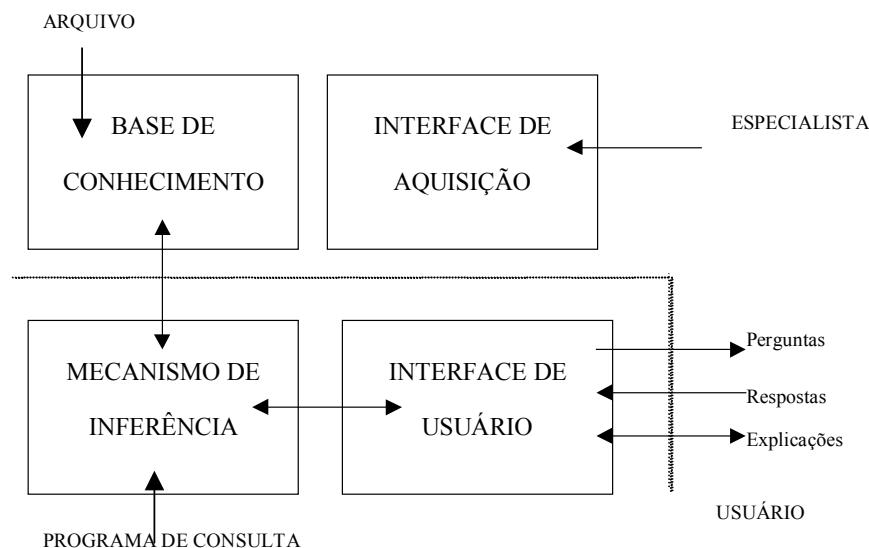 ARQUIVO
BASE DE
CONHECIMENTO
INTERFACE DE
AQUISIÇÃO
ESPECIALISTA
MECANISMO DE
INFERÊNCIA
INTERFACE DE
USUÁRIO
Perguntas
Respostas
Explicações
USUÁRIO
PROGRAMA DE CONSULTA